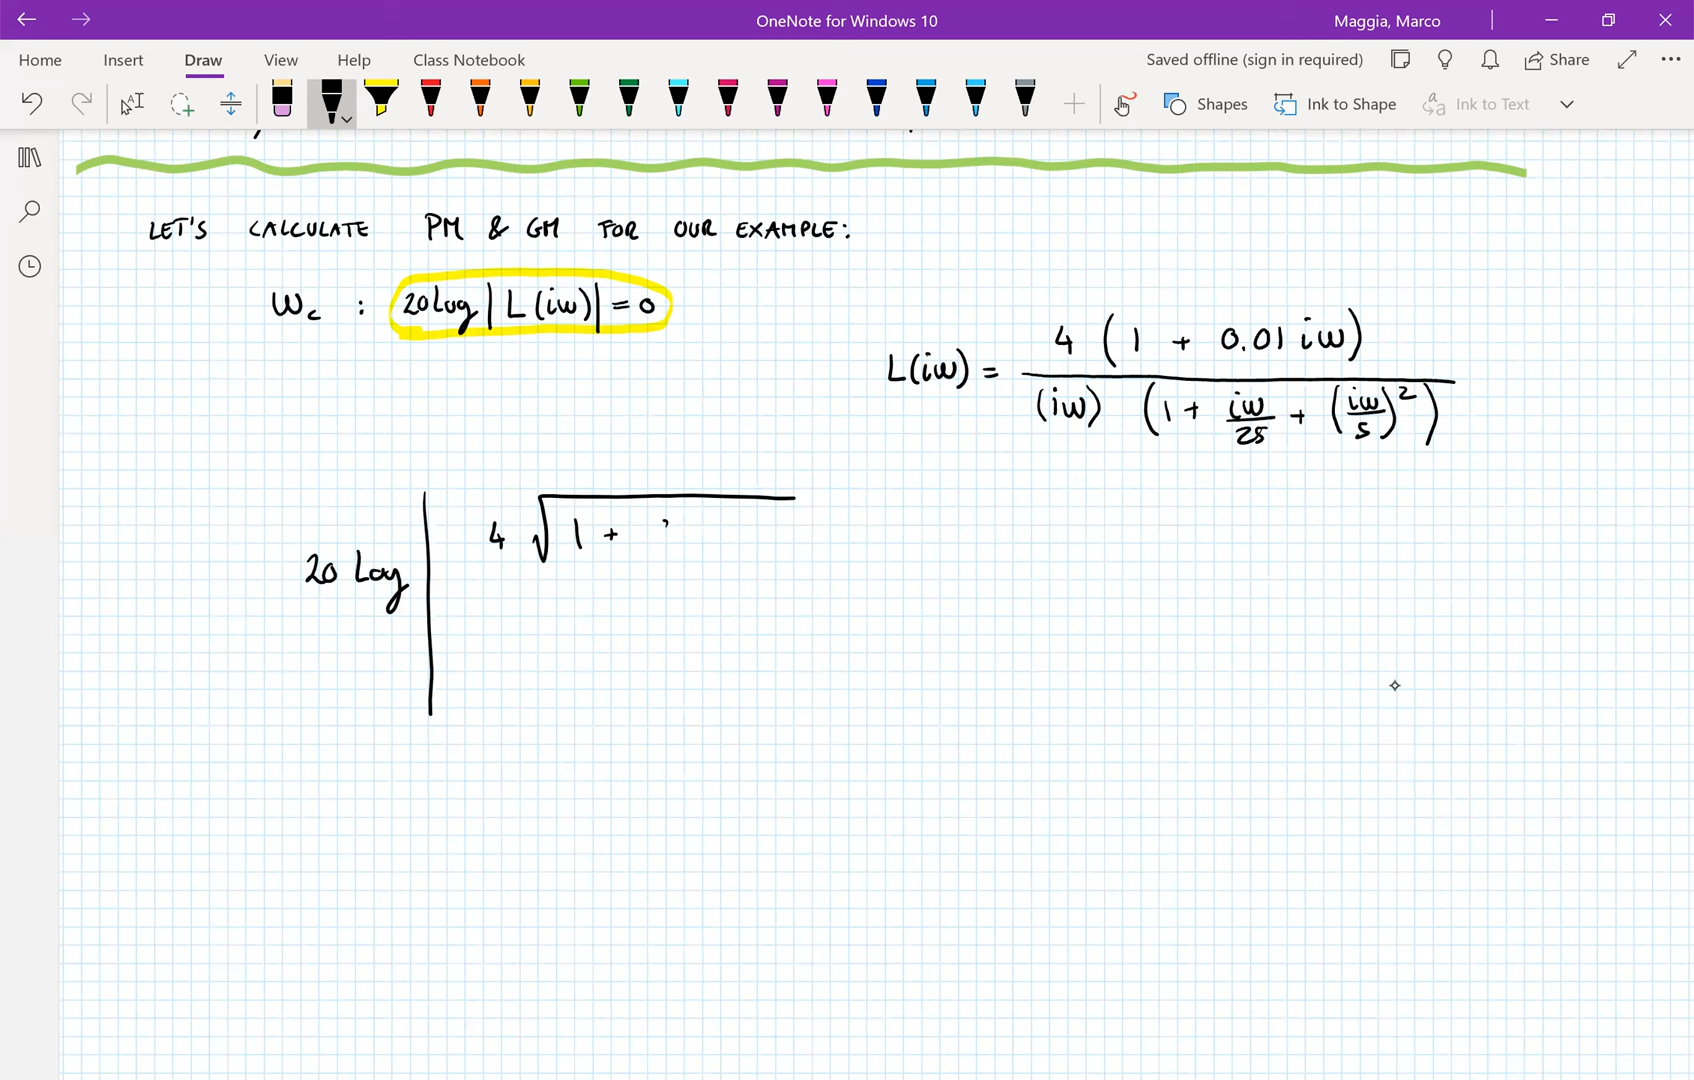 OneNote for Windows 10
Maggia, Marco
Home Insert Draw View Help Class Notebook
Saved offline (sign in required) Share
Shapes Ink to Shape Ink to Text
LET'S CALCULATE PM & GM FOR OUR EXAMPLE:
ωc : 20 Log | L(iω) | = 0
4 ( 1 + 0.01 iω )
L(iω) =
(iω) ( 1 + iω/25 + (iω/5)² )
4 √ 1 +
20 Log |